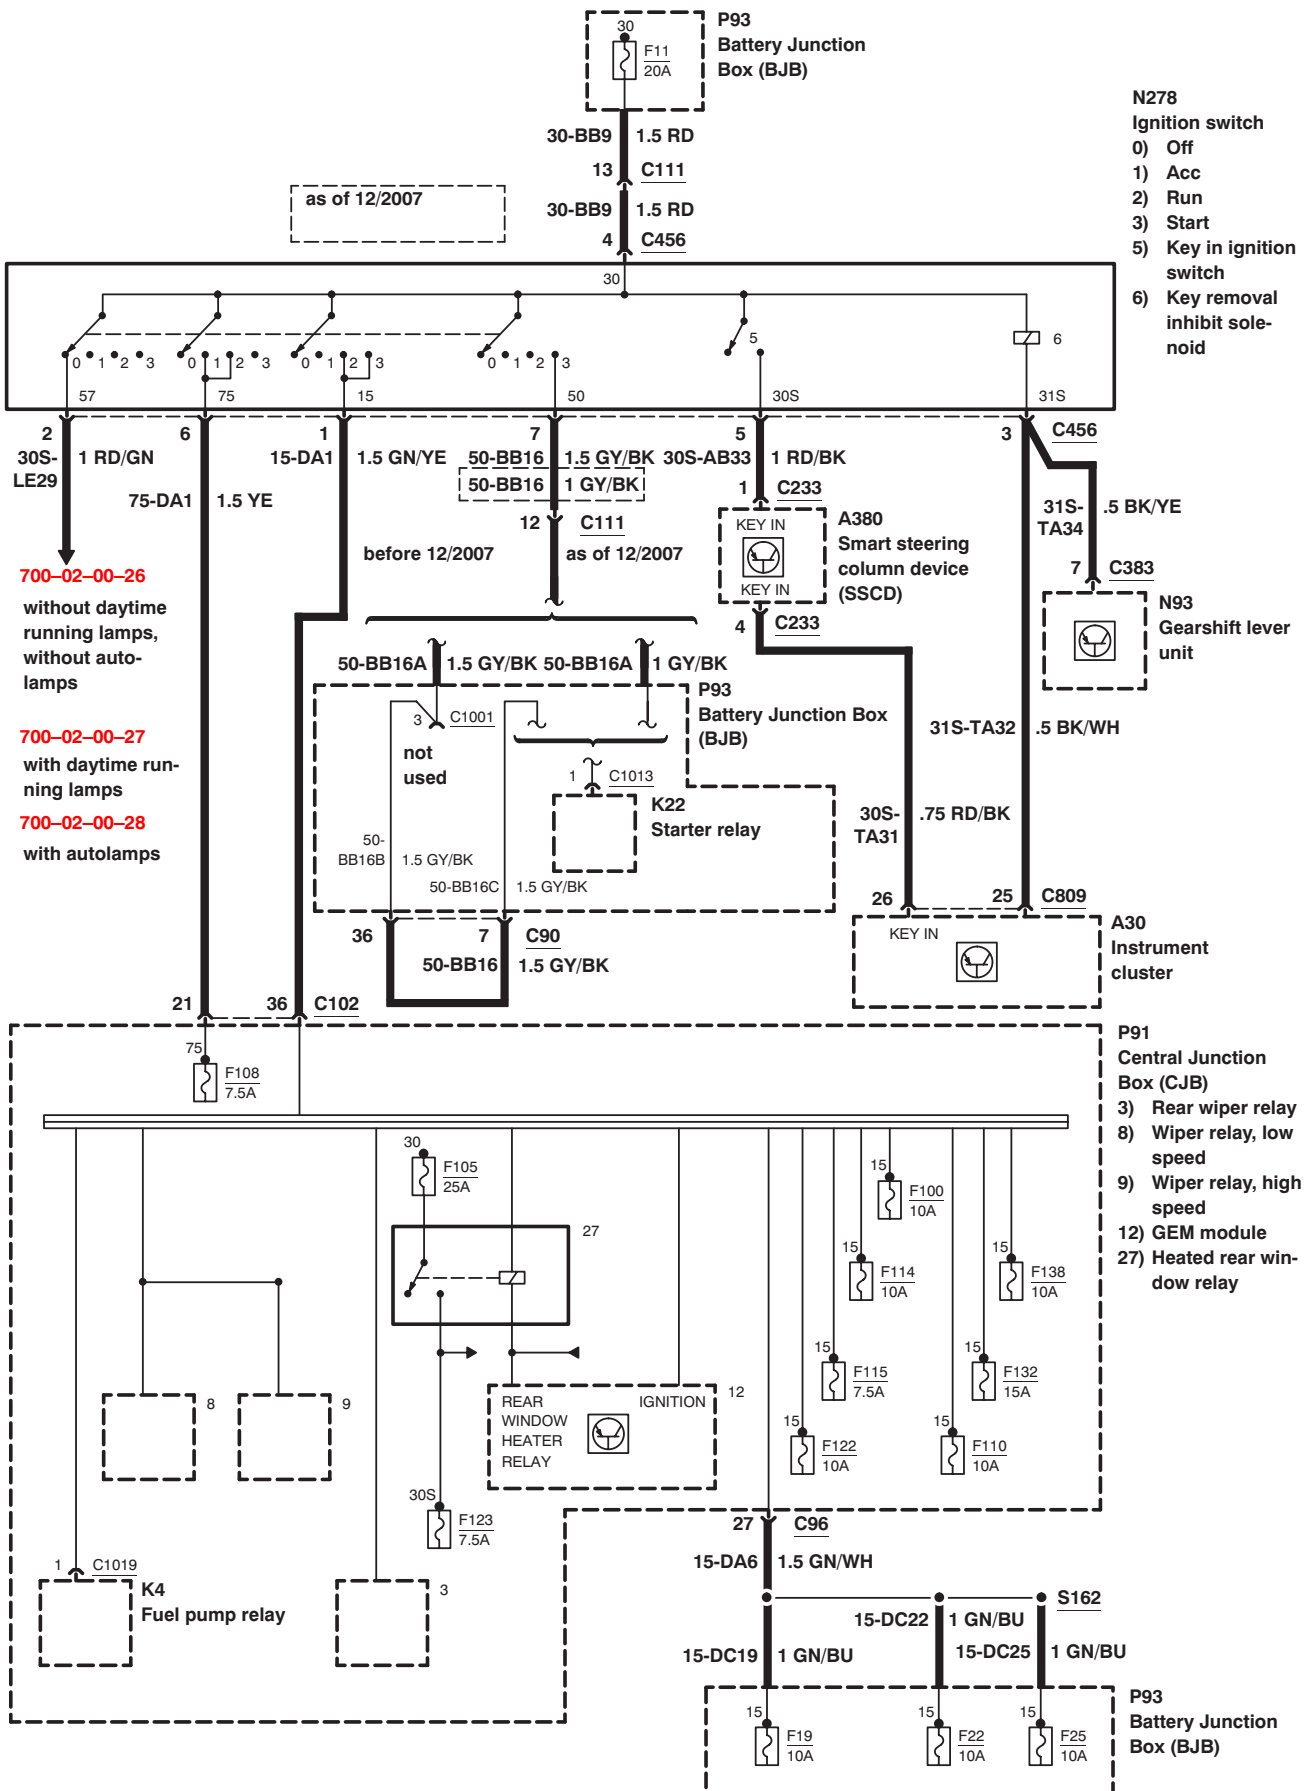 30
F11
20A
P93
Battery Junction
Box (BJB)
N278
Ignition switch
0) Off
1) Acc
2) Run
3) Start
5) Key in ignition
switch
6) Key removal
inhibit sole-
noid
30-BB9 1.5 RD
13 C111
as of 12/2007
30-BB9 1.5 RD
4 C456
30
5
6
0 1 2 3
0 1 2 3
0 1 2 3
0 1 2 3
57
75
15
50
30S
31S
2
6
1
7
5
3
C456
30S-
LE29
1 RD/GN
75-DA1 1.5 YE
15-DA1 1.5 GN/YE
50-BB16 1.5 GY/BK
50-BB16 1 GY/BK
30S-AB33 1 RD/BK
1 C233
12 C111
before 12/2007
as of 12/2007
KEY IN
KEY IN
A380
Smart steering
column device
(SSCD)
4 C233
31S-
TA34
.5 BK/YE
7 C383
N93
Gearshift lever
unit
700–02–00–26
without daytime
running lamps,
without auto-
lamps
700–02–00–27
with daytime run-
ning lamps
700–02–00–28
with autolamps
50-BB16A 1.5 GY/BK
50-BB16A 1 GY/BK
P93
Battery Junction Box
(BJB)
3 C1001
not
used
1 C1013
K22
Starter relay
50-
BB16B
1.5 GY/BK
50-BB16C 1.5 GY/BK
31S-TA32 .5 BK/WH
30S-
TA31
.75 RD/BK
36
7 C90
50-BB16 1.5 GY/BK
26
25 C809
KEY IN
A30
Instrument
cluster
21
36 C102
P91
Central Junction
Box (CJB)
3) Rear wiper relay
8) Wiper relay, low
speed
9) Wiper relay, high
speed
12) GEM module
27) Heated rear win-
dow relay
75
F108
7.5A
30
F105
25A
27
15
F100
10A
15
F114
10A
15
F138
10A
15
F115
7.5A
15
F132
15A
15
F122
10A
15
F110
10A
8
9
REAR
WINDOW
HEATER
RELAY
IGNITION
12
30S
F123
7.5A
1 C1019
K4
Fuel pump relay
3
27 C96
15-DA6 1.5 GN/WH
S162
15-DC22 1 GN/BU
15-DC19 1 GN/BU
15-DC25 1 GN/BU
15
F19
10A
15
F22
10A
15
F25
10A
P93
Battery Junction
Box (BJB)